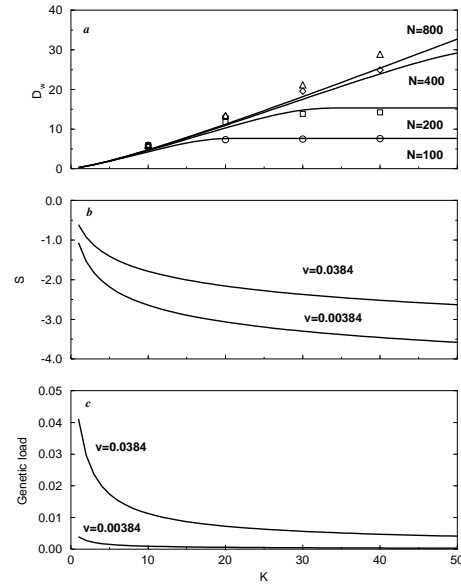 40
a
N=800
30
D_w
N=400
20
N=200
10
N=100
0
0.0
b
-1.0
S
-2.0
v=0.0384
-3.0
v=0.00384
-4.0
0.05
c
0.04
v=0.0384
0.03
Genetic load
0.02
0.01
v=0.00384
0.00
0 10 20 30 40 50
K